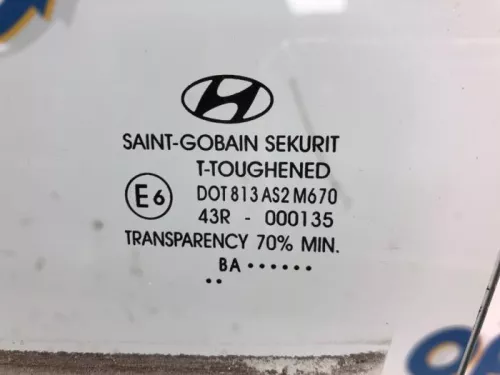 SAINT-GOBAIN SEKURIT
T-TOUGHENED
E6 DOT 813 AS2 M670
43R - 000135
TRANSPARENCY 70% MIN.
BA ••••••
••